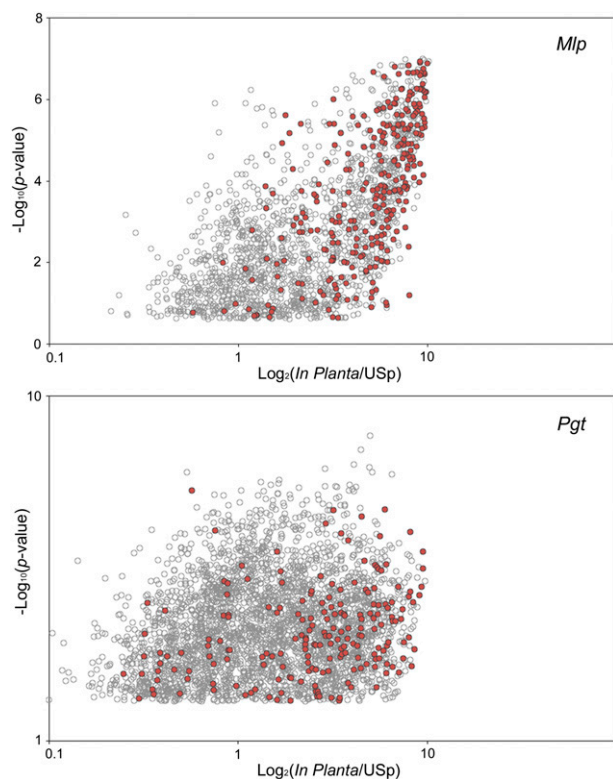 8
Mlp
6
-Log₁₀(p-value)
4
2
0
0.1 1 10
Log₂(In Planta/USp)
10
Pgt
-Log₁₀(p-value)
1
0.1 1 10
Log₂(In Planta/USp)